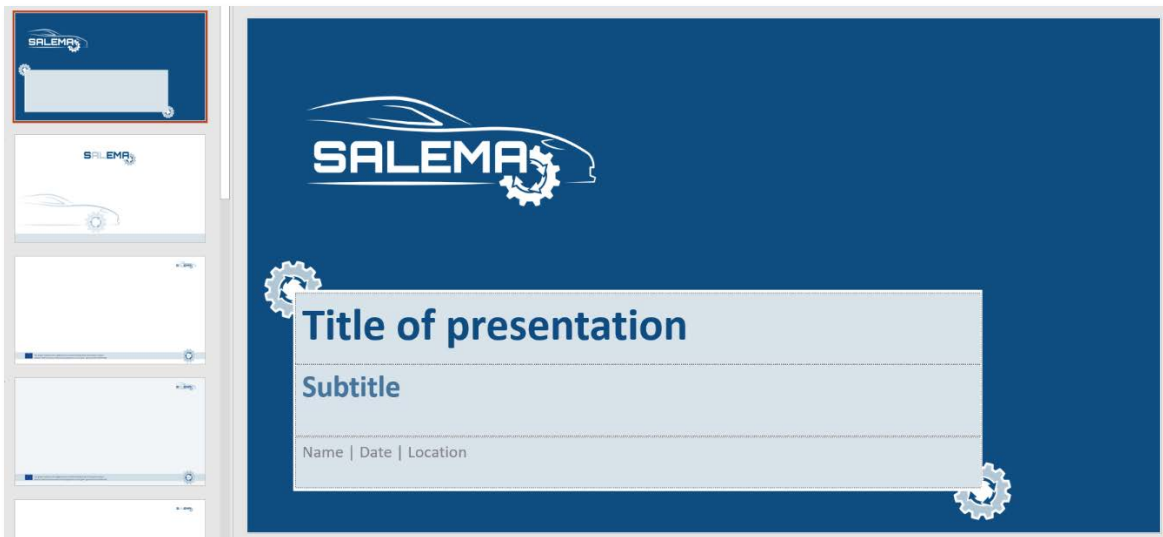 SALEMA
SALEMA
SALEMA
Title of presentation
Subtitle
Name | Date | Location